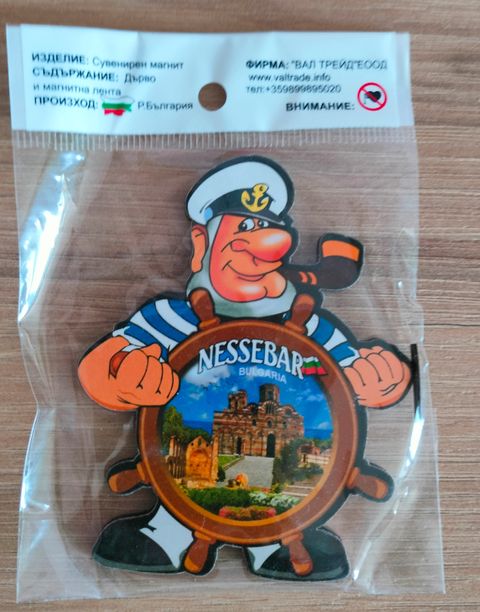 ИЗДЕЛИЕ: Сувенирен магнит
СЪДЪРЖАНИЕ: Дърво
и магнитна лента
ПРОИЗХОД: Р.България
ФИРМА: "ВАЛ ТРЕЙД"ЕООД
www.valtrade.info
тел:+359899895020
ВНИМАНИЕ:
NESSEBAR
BULGARIA